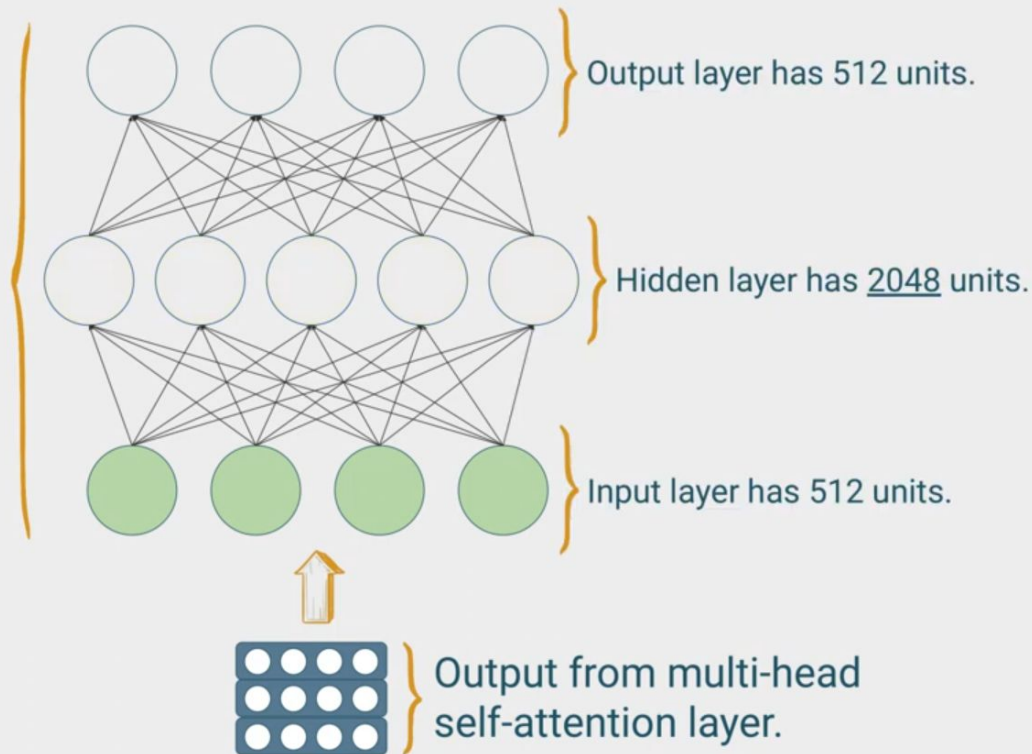 Output layer has 512 units.
Hidden layer has 2048 units.
Input layer has 512 units.
Output from multi-head
self-attention layer.